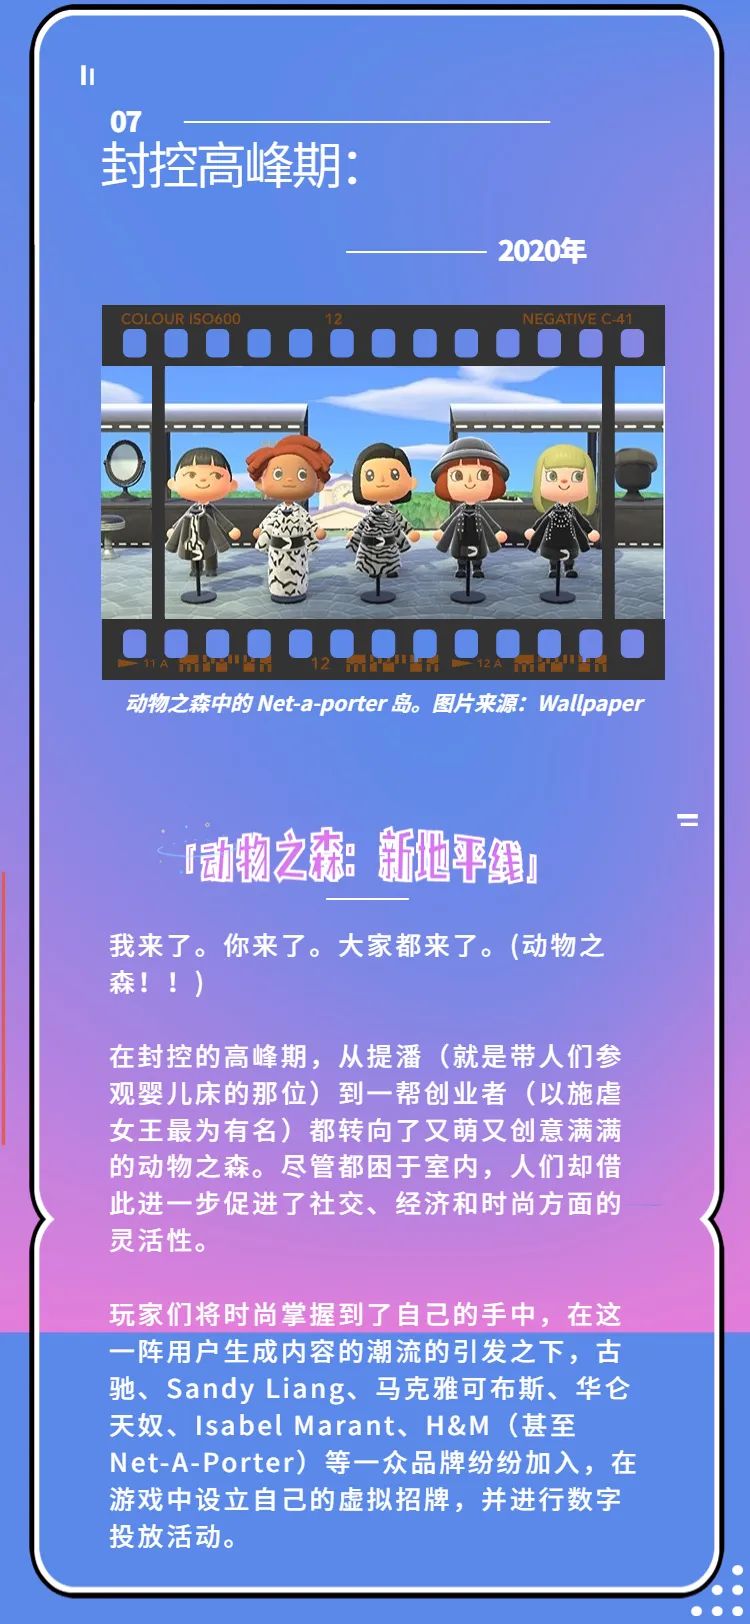 07
封控高峰期：
2020年
COLOUR ISO600 12 NEGATIVE C-41
11 A 12 12 A
动物之森中的 Net-a-porter 岛。图片来源：Wallpaper
「动物之森：新地平线」
我来了。你来了。大家都来了。(动物之
森！！)
在封控的高峰期，从提潘（就是带人们参
观婴儿床的那位）到一帮创业者（以施虐
女王最为有名）都转向了又萌又创意满满
的动物之森。尽管都困于室内，人们却借
此进一步促进了社交、经济和时尚方面的
灵活性。
玩家们将时尚掌握到了自己的手中，在这
一阵用户生成内容的潮流的引发之下，古
驰、Sandy Liang、马克雅可布斯、华仑
天奴、Isabel Marant、H&M（甚至
Net-A-Porter）等一众品牌纷纷加入，在
游戏中设立自己的虚拟招牌，并进行数字
投放活动。